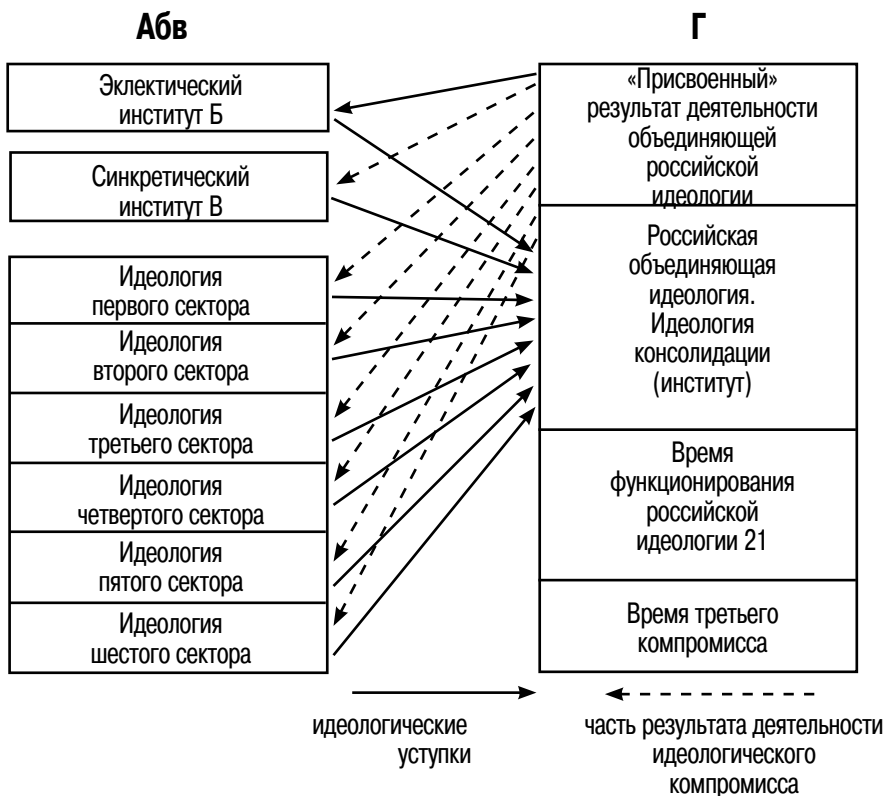 Абв
Эклектический
институт Б
Синкретический
институт В
Идеология
первого сектора
Идеология
второго сектора
Идеология
третьего сектора
Идеология
четвертого сектора
Идеология
пятого сектора
Идеология
шестого сектора
Г
«Присвоенный»
результат деятельности
объединяющей
российской
идеологии
Российская
объединяющая
идеология.
Идеология
консолидации
(институт)
Время
функционирования
российской
идеологии 21
Время третьего
компромисса
идеологические
уступки
часть результата деятельности
идеологического
компромисса